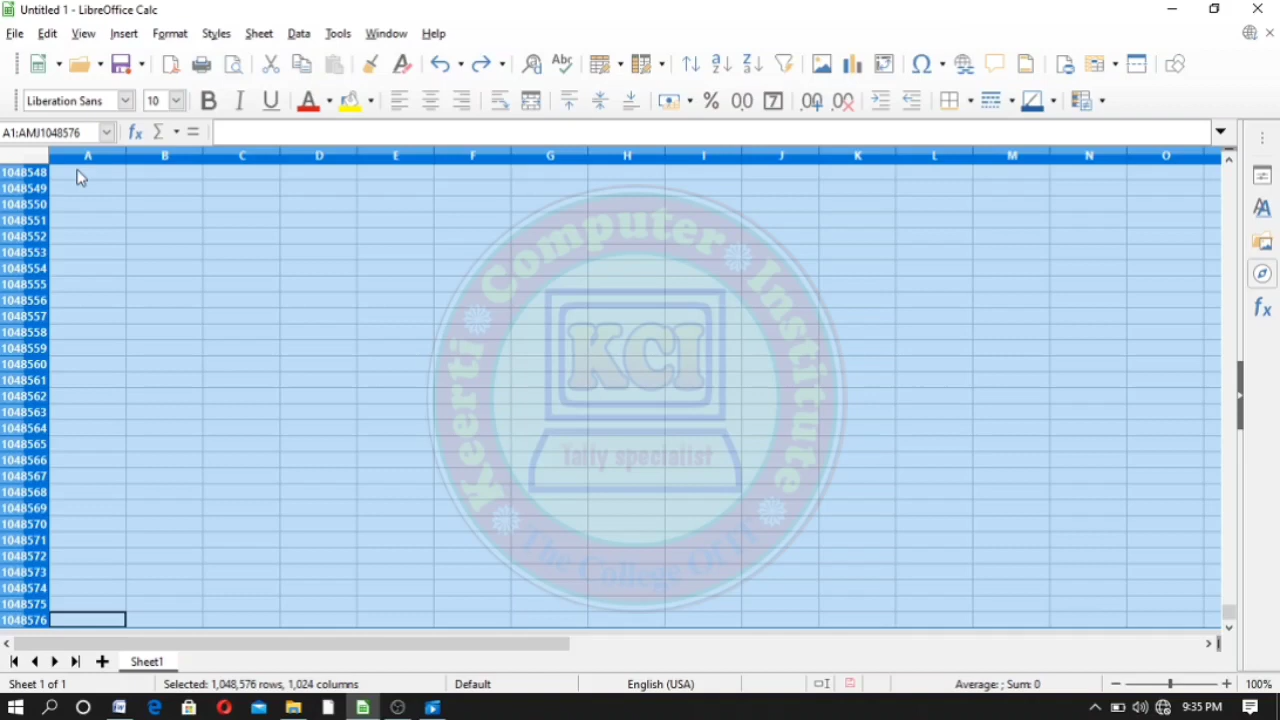 Untitled 1 - LibreOffice Calc
File Edit View Insert Format Styles Sheet Data Tools Window Help
Liberation Sans 10
A1:AMJ1048576
A B C D E F G H I J K L M N O
1048548
1048549
1048550
1048551
1048552
1048553
1048554
1048555
1048556
1048557
1048558
1048559
1048560
1048561
1048562
1048563
1048564
1048565
1048566
1048567
1048568
1048569
1048570
1048571
1048572
1048573
1048574
1048575
1048576
Keerti Computer Institute
KCI
Tally specialist
The College Of IT
Sheet1
Sheet 1 of 1 Selected: 1,048,576 rows, 1,024 columns Default English (USA) Average: ; Sum: 0 100%
9:35 PM